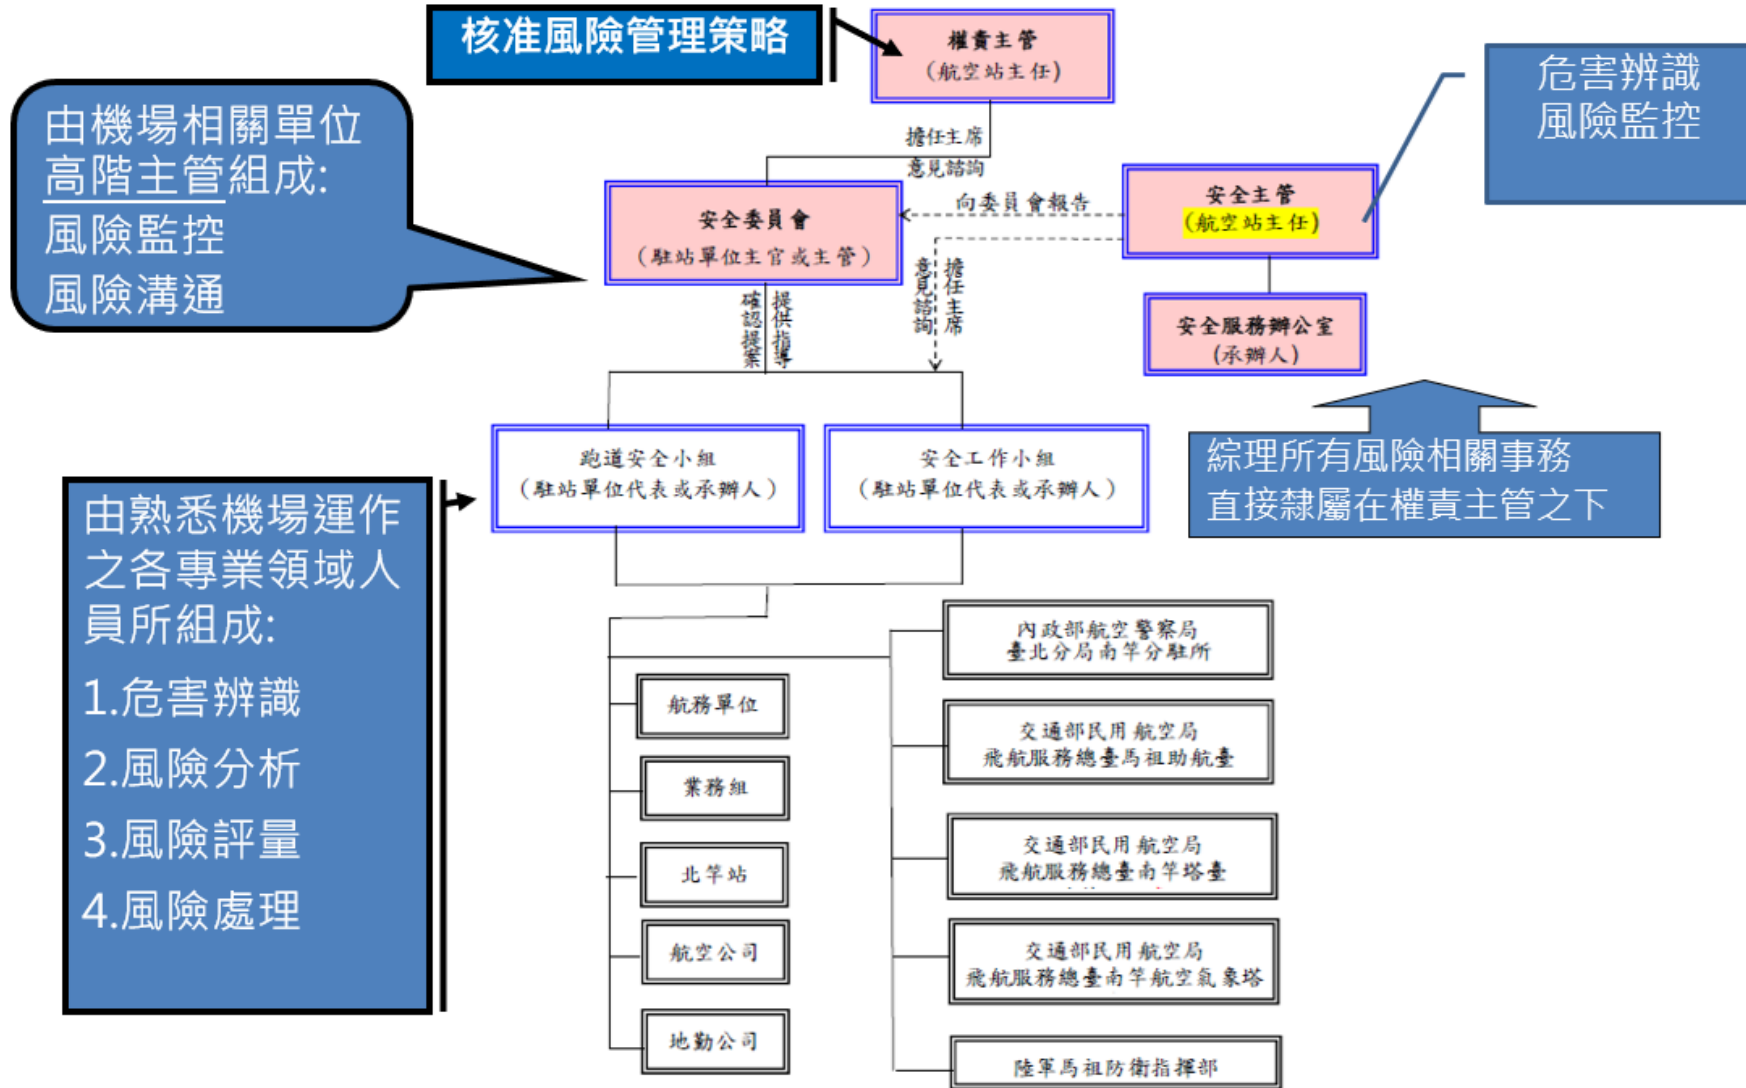 核准風險管理策略
權責主管
(航空站主任)
危害辨識
風險監控
由機場相關單位
高階主管組成:
風險監控
風險溝通
擔任主席
意見諮詢
安全委員會
(駐站單位主官或主管)
向委員會報告
安全主管
(航空站主任)
擔任主席
意見諮詢
安全服務辦公室
(承辦人)
提供指導
確認提案
綜理所有風險相關事務
直接隸屬在權責主管之下
跑道安全小組
(駐站單位代表或承辦人)
安全工作小組
(駐站單位代表或承辦人)
由熟悉機場運作
之各專業領域人
員所組成:
1.危害辨識
2.風險分析
3.風險評量
4.風險處理
航務單位
業務組
北竿站
航空公司
地勤公司
內政部航空警察局
臺北分局南竿分駐所
交通部民用航空局
飛航服務總臺馬祖助航臺
交通部民用航空局
飛航服務總臺南竿塔臺
交通部民用航空局
飛航服務總臺南竿航空氣象塔
陸軍馬祖防衛指揮部